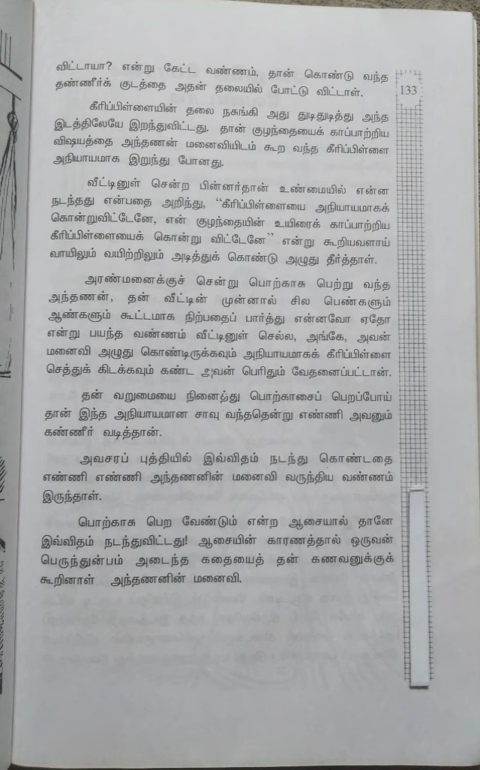 விட்டாயா? என்று கேட்ட வண்ணம், தான் கொண்டு வந்த
தண்ணீர்க் குடத்தை அதன் தலையில் போட்டு விட்டாள்.
133
கீரிப்பிள்ளையின் தலை நசுங்கி அது துடிதுடித்து அந்த
இடத்திலேயே இறந்துவிட்டது. தான் குழந்தையைக் காப்பாற்றிய
விஷயத்தை அந்தணன் மனைவியிடம் கூற வந்த கீரிப்பிள்ளை
அநியாயமாக இறுந்து போனது.
வீட்டினுள் சென்ற பின்னர்தான் உண்மையில் என்ன
நடந்தது என்பதை அறிந்து, "கீரிப்பிள்ளையை அநியாயமாகக்
கொன்றுவிட்டேனே, என் குழந்தையின் உயிரைக் காப்பாற்றிய
கீரிப்பிள்ளையைக் கொன்று விட்டேனே" என்று கூறியவளாய்
வாயிலும் வயிற்றிலும் அடித்துக் கொண்டு அழுது தீர்த்தாள்.
அரண்மனைக்குச் சென்று பொற்காசு பெற்று வந்த
அந்தணன், தன் வீட்டின் முன்னால் சில பெண்களும்
ஆண்களும் கூட்டமாக நிற்பதைப் பார்த்து என்னவோ ஏதோ
என்று பயந்த வண்ணம் வீட்டினுள் செல்ல, அங்கே, அவன்
மனைவி அழுது கொண்டிருக்கவும் அநியாயமாகக் கீரிப்பிள்ளை
செத்துக் கிடக்கவும் கண்ட அவன் பெரிதும் வேதனைப்பட்டான்.
தன் வறுமையை நினைத்து பொற்காசைப் பெறப்போய்
தான் இந்த அநியாயமான சாவு வந்ததென்று எண்ணி அவனும்
கண்ணீர் வடித்தான்.
அவசரப் புத்தியில் இவ்விதம் நடந்து கொண்டதை
எண்ணி எண்ணி அந்தணனின் மனைவி வருந்திய வண்ணம்
இருந்தாள்.
பொற்காசு பெற வேண்டும் என்ற ஆசையால் தானே
இவ்விதம் நடந்துவிட்டது! ஆசையின் காரணத்தால் ஒருவன்
பெருந்துன்பம் அடைந்த கதையைத் தன் கணவனுக்குக்
கூறினாள் அந்தணனின் மனைவி.